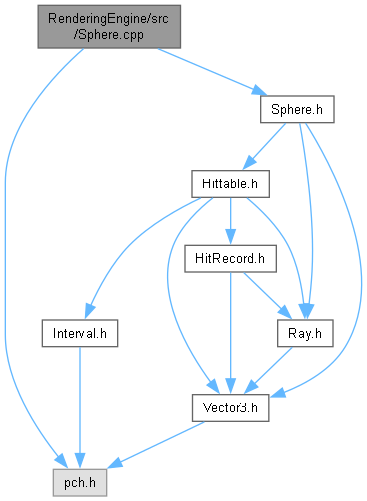 RenderingEngine/src
/Sphere.cpp
Sphere.h
Hittable.h
HitRecord.h
Interval.h
Ray.h
Vector3.h
pch.h